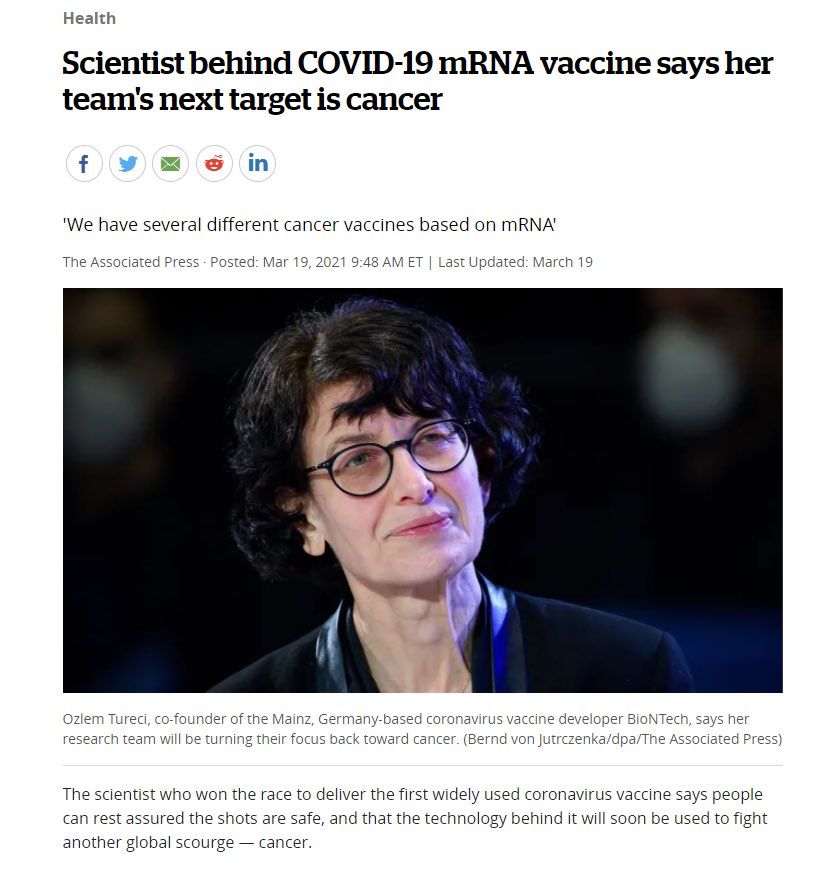 Health
Scientist behind COVID-19 mRNA vaccine says her
team's next target is cancer
f in
'We have several different cancer vaccines based on mRNA'
The Associated Press · Posted: Mar 19, 2021 9:48 AM ET | Last Updated: March 19
Ozlem Tureci, co-founder of the Mainz, Germany-based coronavirus vaccine developer BioNTech, says her
research team will be turning their focus back toward cancer. (Bernd von Jutrczenka/dpa/The Associated Press)
The scientist who won the race to deliver the first widely used coronavirus vaccine says people
can rest assured the shots are safe, and that the technology behind it will soon be used to fight
another global scourge — cancer.